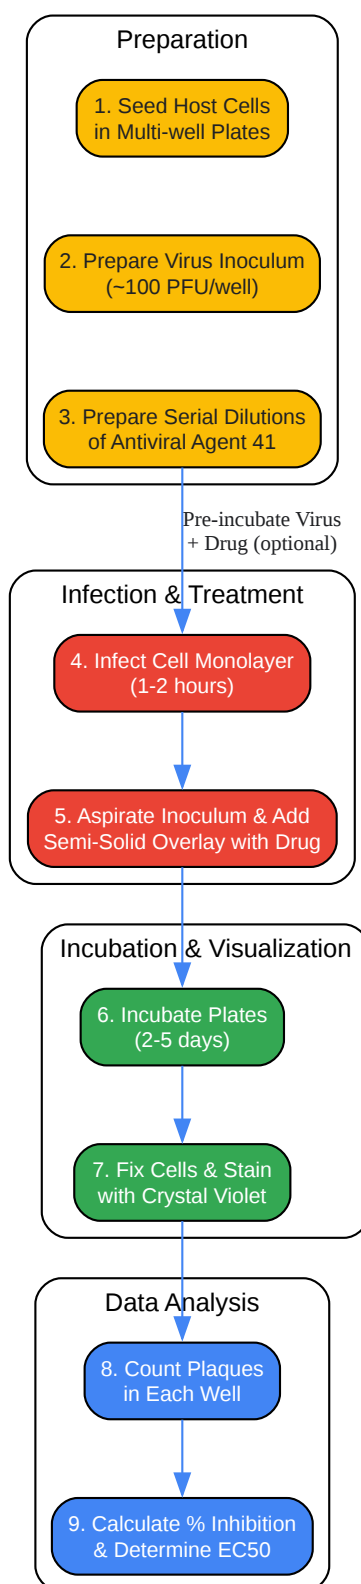 Preparation
1. Seed Host Cells
in Multi-well Plates
2. Prepare Virus Inoculum
(~100 PFU/well)
3. Prepare Serial Dilutions
of Antiviral Agent 41
Pre-incubate Virus
+ Drug (optional)
Infection & Treatment
4. Infect Cell Monolayer
(1-2 hours)
5. Aspirate Inoculum & Add
Semi-Solid Overlay with Drug
Incubation & Visualization
6. Incubate Plates
(2-5 days)
7. Fix Cells & Stain
with Crystal Violet
Data Analysis
8. Count Plaques
in Each Well
9. Calculate % Inhibition
& Determine EC50